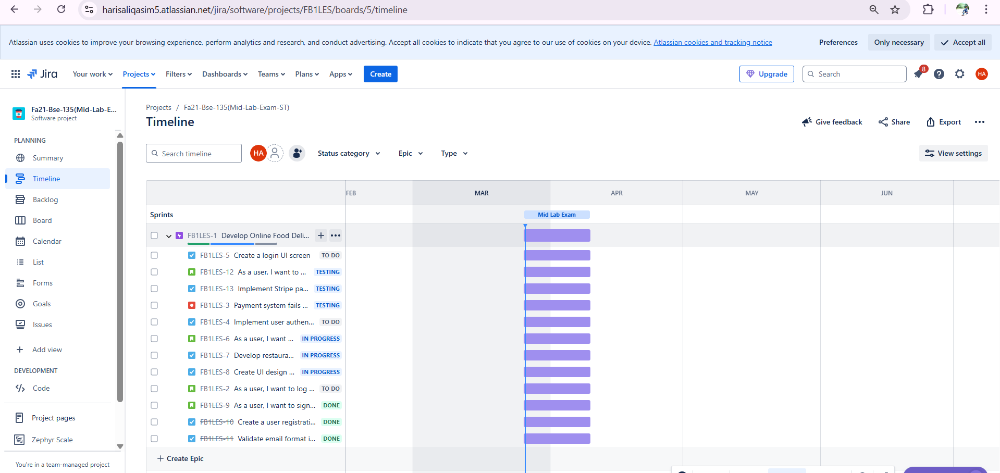 harisaliqasim5.atlassian.net/jira/software/projects/FB1LES/boards/5/timeline
Atlassian uses cookies to improve your browsing experience, perform analytics and research, and conduct advertising. Accept all cookies to indicate that you agree to our use of cookies on your device. Atlassian cookies and tracking notice
Preferences
Only necessary
Accept all
Jira
Your work
Projects
Filters
Dashboards
Teams
Plans
Apps
Create
Upgrade
Search
8
HA
Fa21-Bse-135(Mid-Lab-E...
Software project
PLANNING
Summary
Timeline
Backlog
Board
Calendar
List
Forms
Goals
Issues
Add view
DEVELOPMENT
Code
Project pages
Zephyr Scale
You're in a team-managed project
Projects / Fa21-Bse-135(Mid-Lab-Exam-ST)
Timeline
Give feedback
Share
Export
Search timeline
HA
Status category
Epic
Type
View settings
FEB MAR APR MAY JUN
Sprints Mid Lab Exam
FB1LES-1 Develop Online Food Deli...
FB1LES-5 Create a login UI screen TO DO
FB1LES-12 As a user, I want to ... TESTING
FB1LES-13 Implement Stripe pa... TESTING
FB1LES-3 Payment system fails ... TESTING
FB1LES-4 Implement user authen... TO DO
FB1LES-6 As a user, I want ... IN PROGRESS
FB1LES-7 Develop restaura... IN PROGRESS
FB1LES-8 Create UI design ... IN PROGRESS
FB1LES-2 As a user, I want to log ... TO DO
FB1LES-9 As a user, I want to sign... DONE
FB1LES-10 Create a user registrati... DONE
FB1LES-11 Validate email format i... DONE
Create Epic